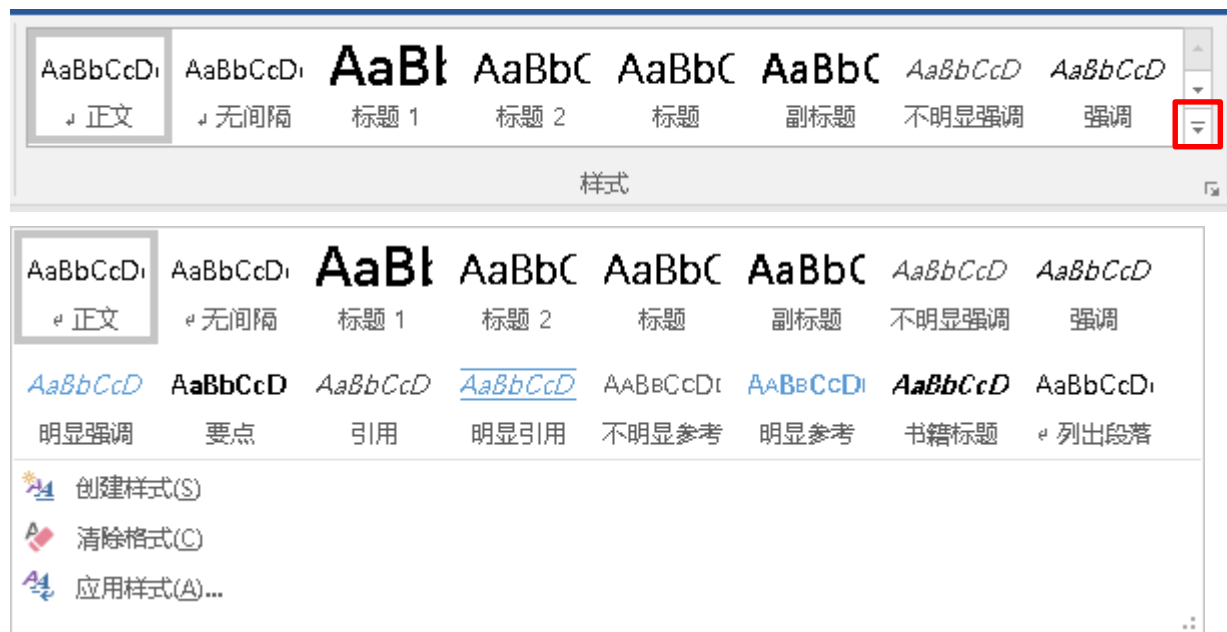 AaBbCcDı AaBbCcDı AaBl AaBbC AaBbC AaBbC AaBbCcD AaBbCcD
↲ 正文 ↲ 无间隔 标题 1 标题 2 标题 副标题 不明显强调 强调
样式
AaBbCcDı AaBbCcDı AaBl AaBbC AaBbC AaBbC AaBbCcD AaBbCcD
↲ 正文 ↲ 无间隔 标题 1 标题 2 标题 副标题 不明显强调 强调
AaBbCcD AaBbCcD AaBbCcD AaBbCcD AABBCCDI AABBCCDI AaBbCcD AaBbCcDı
明显强调 要点 引用 明显引用 不明显参考 明显参考 书籍标题 ↲ 列出段落
创建样式(S)
清除格式(C)
应用样式(A)...